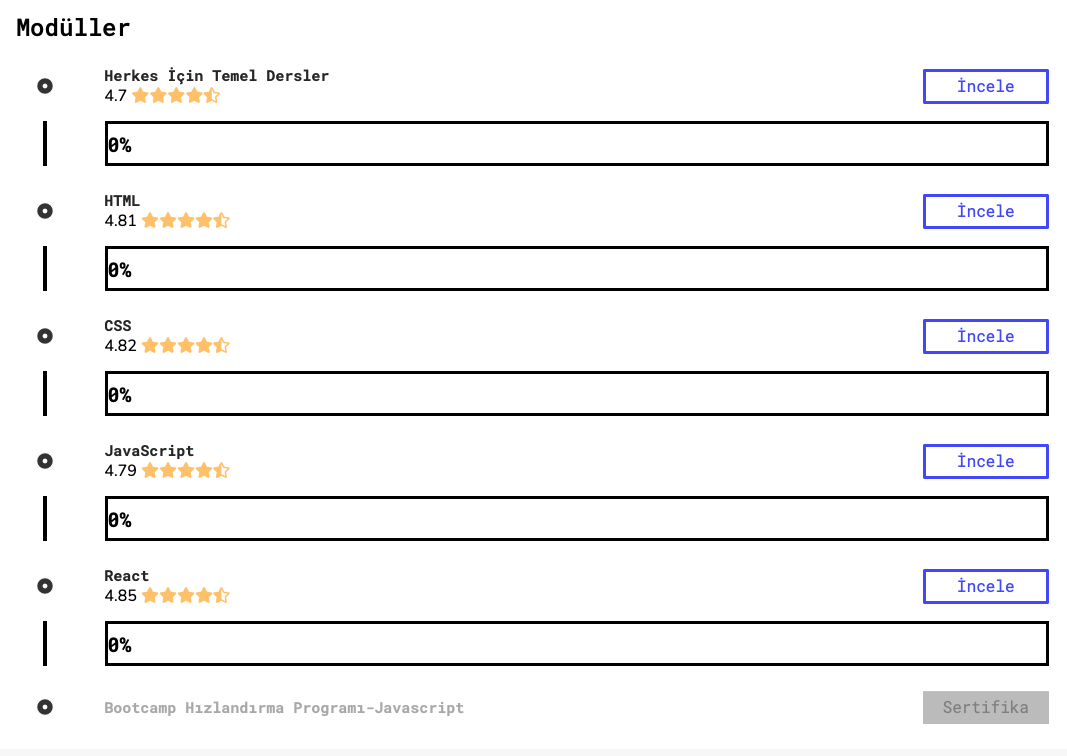 Modüller
Herkes İçin Temel Dersler
4.7
İncele
0%
HTML
4.81
İncele
0%
CSS
4.82
İncele
0%
JavaScript
4.79
İncele
0%
React
4.85
İncele
0%
Bootcamp Hızlandırma Programı-Javascript
Sertifika